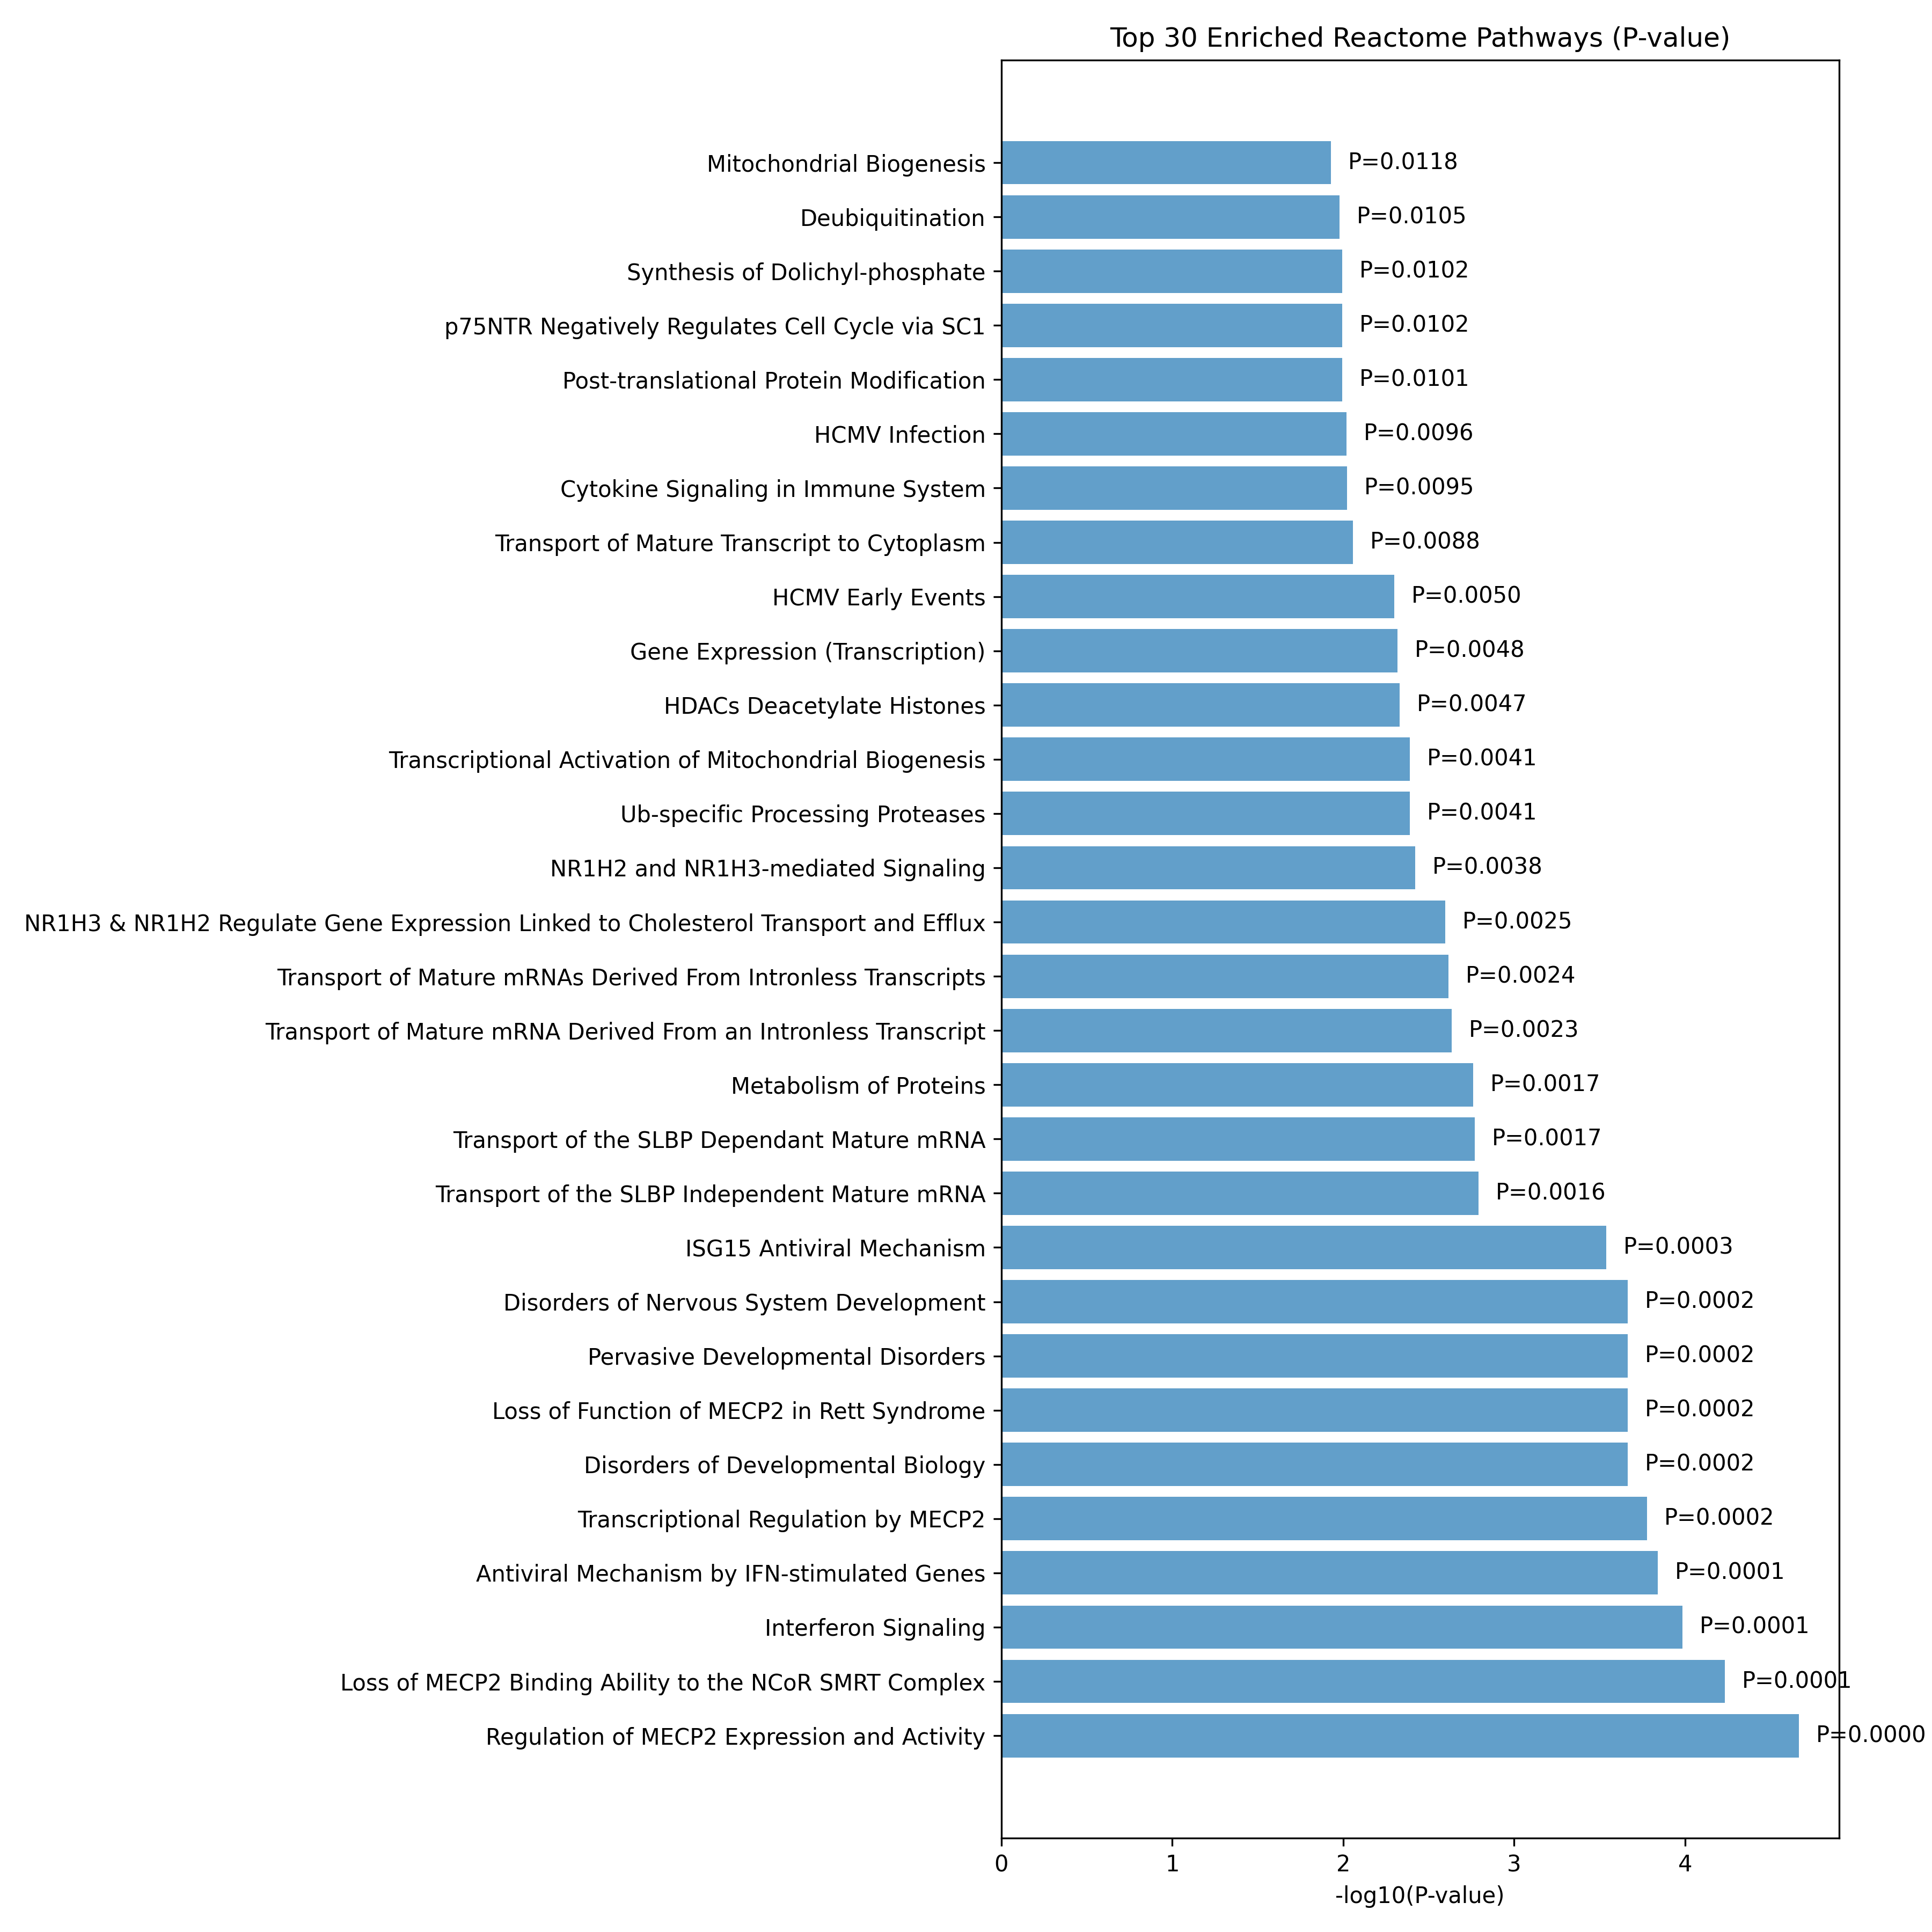 Top 30 Enriched Reactome Pathways (P-value)
Mitochondrial Biogenesis P=0.0118
Deubiquitination P=0.0105
Synthesis of Dolichyl-phosphate P=0.0102
p75NTR Negatively Regulates Cell Cycle via SC1 P=0.0102
Post-translational Protein Modification P=0.0101
HCMV Infection P=0.0096
Cytokine Signaling in Immune System P=0.0095
Transport of Mature Transcript to Cytoplasm P=0.0088
HCMV Early Events P=0.0050
Gene Expression (Transcription) P=0.0048
HDACs Deacetylate Histones P=0.0047
Transcriptional Activation of Mitochondrial Biogenesis P=0.0041
Ub-specific Processing Proteases P=0.0041
NR1H2 and NR1H3-mediated Signaling P=0.0038
NR1H3 & NR1H2 Regulate Gene Expression Linked to Cholesterol Transport and Efflux P=0.0025
Transport of Mature mRNAs Derived From Intronless Transcripts P=0.0024
Transport of Mature mRNA Derived From an Intronless Transcript P=0.0023
Metabolism of Proteins P=0.0017
Transport of the SLBP Dependant Mature mRNA P=0.0017
Transport of the SLBP Independent Mature mRNA P=0.0016
ISG15 Antiviral Mechanism P=0.0003
Disorders of Nervous System Development P=0.0002
Pervasive Developmental Disorders P=0.0002
Loss of Function of MECP2 in Rett Syndrome P=0.0002
Disorders of Developmental Biology P=0.0002
Transcriptional Regulation by MECP2 P=0.0002
Antiviral Mechanism by IFN-stimulated Genes P=0.0001
Interferon Signaling P=0.0001
Loss of MECP2 Binding Ability to the NCoR SMRT Complex P=0.0001
Regulation of MECP2 Expression and Activity P=0.0000
0 1 2 3 4
-log10(P-value)